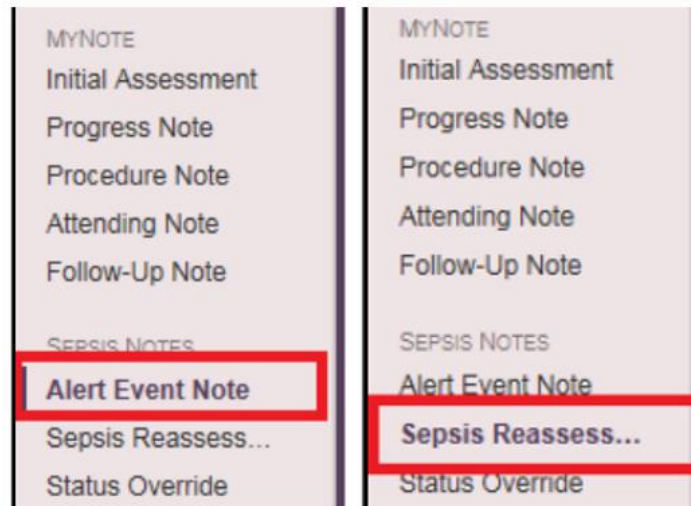 MYNOTE
Initial Assessment
Progress Note
Procedure Note
Attending Note
Follow-Up Note
SEPSIS NOTES
Alert Event Note
Sepsis Reassess...
Status Override
MYNOTE
Initial Assessment
Progress Note
Procedure Note
Attending Note
Follow-Up Note
SEPSIS NOTES
Alert Event Note
Sepsis Reassess...
Status Override